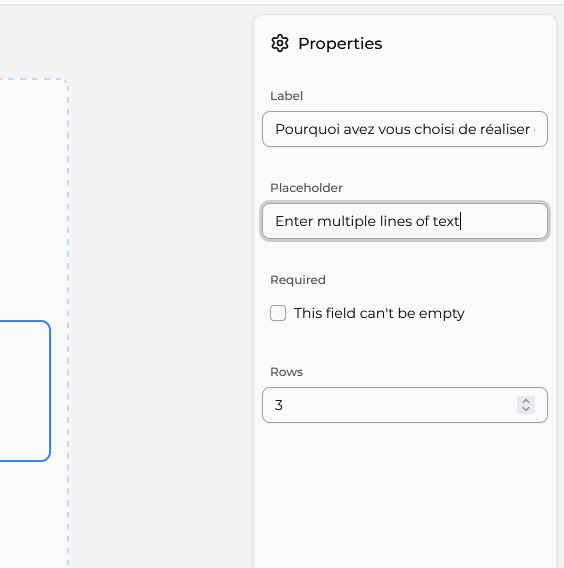 Properties
Label
Pourquoi avez vous choisi de réaliser
Placeholder
Enter multiple lines of text
Required
This field can't be empty
Rows
3